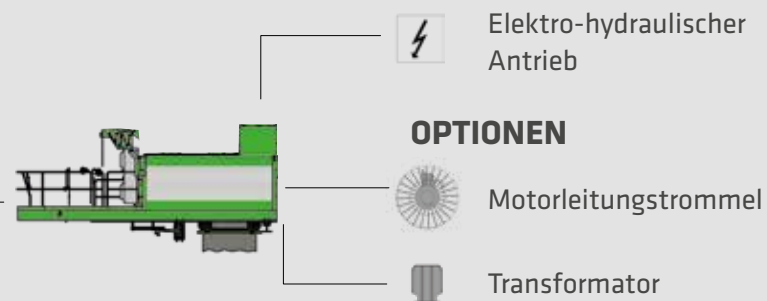 Elektro-hydraulischer
Antrieb
OPTIONEN
Motorleitungstrommel
Transformator